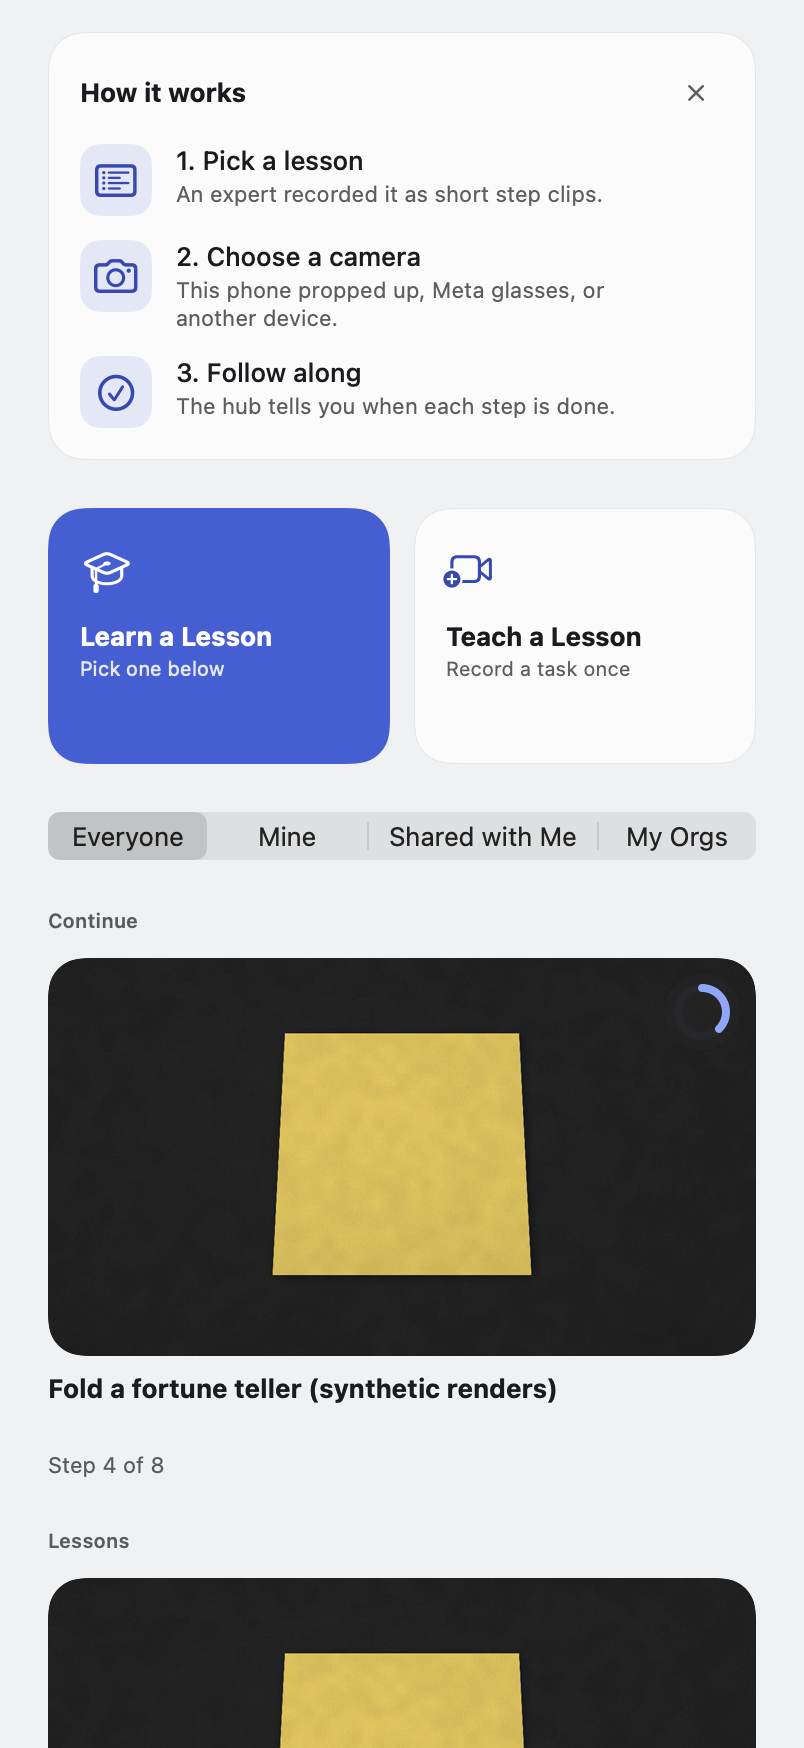 How it works
1. Pick a lesson
An expert recorded it as short step clips.
2. Choose a camera
This phone propped up, Meta glasses, or
another device.
3. Follow along
The hub tells you when each step is done.
Learn a Lesson
Pick one below
Teach a Lesson
Record a task once
Everyone
Mine
Shared with Me
My Orgs
Continue
Fold a fortune teller (synthetic renders)
Step 4 of 8
Lessons